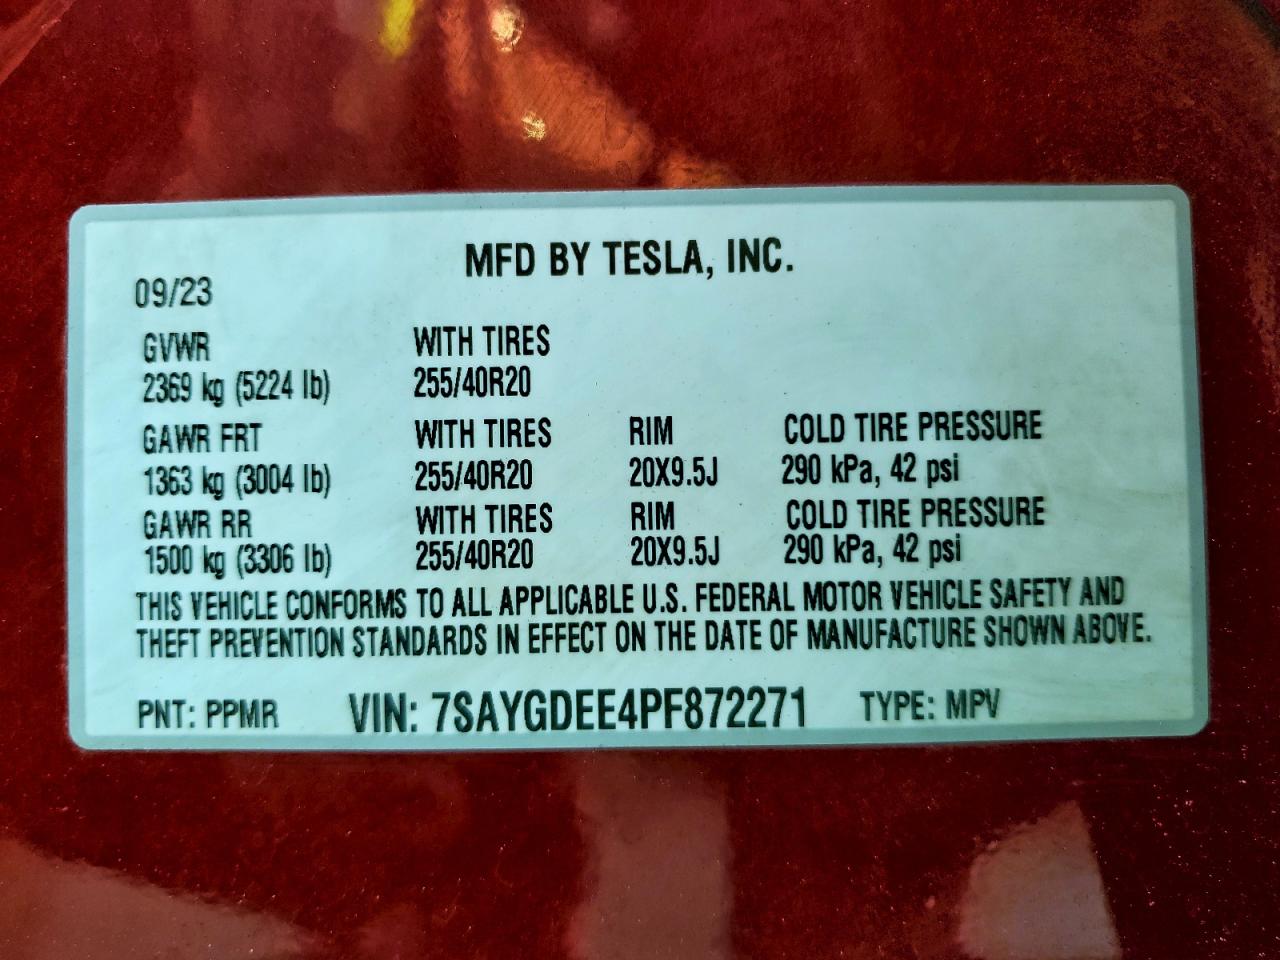 MFD BY TESLA, INC.
09/23
GVWR WITH TIRES
2369 kg (5224 lb) 255/40R20
GAWR FRT WITH TIRES RIM COLD TIRE PRESSURE
1363 kg (3004 lb) 255/40R20 20X9.5J 290 kPa, 42 psi
GAWR RR WITH TIRES RIM COLD TIRE PRESSURE
1500 kg (3306 lb) 255/40R20 20X9.5J 290 kPa, 42 psi
THIS VEHICLE CONFORMS TO ALL APPLICABLE U.S. FEDERAL MOTOR VEHICLE SAFETY AND
THEFT PREVENTION STANDARDS IN EFFECT ON THE DATE OF MANUFACTURE SHOWN ABOVE.
PNT: PPMR VIN: 7SAYGDEE4PF872271 TYPE: MPV